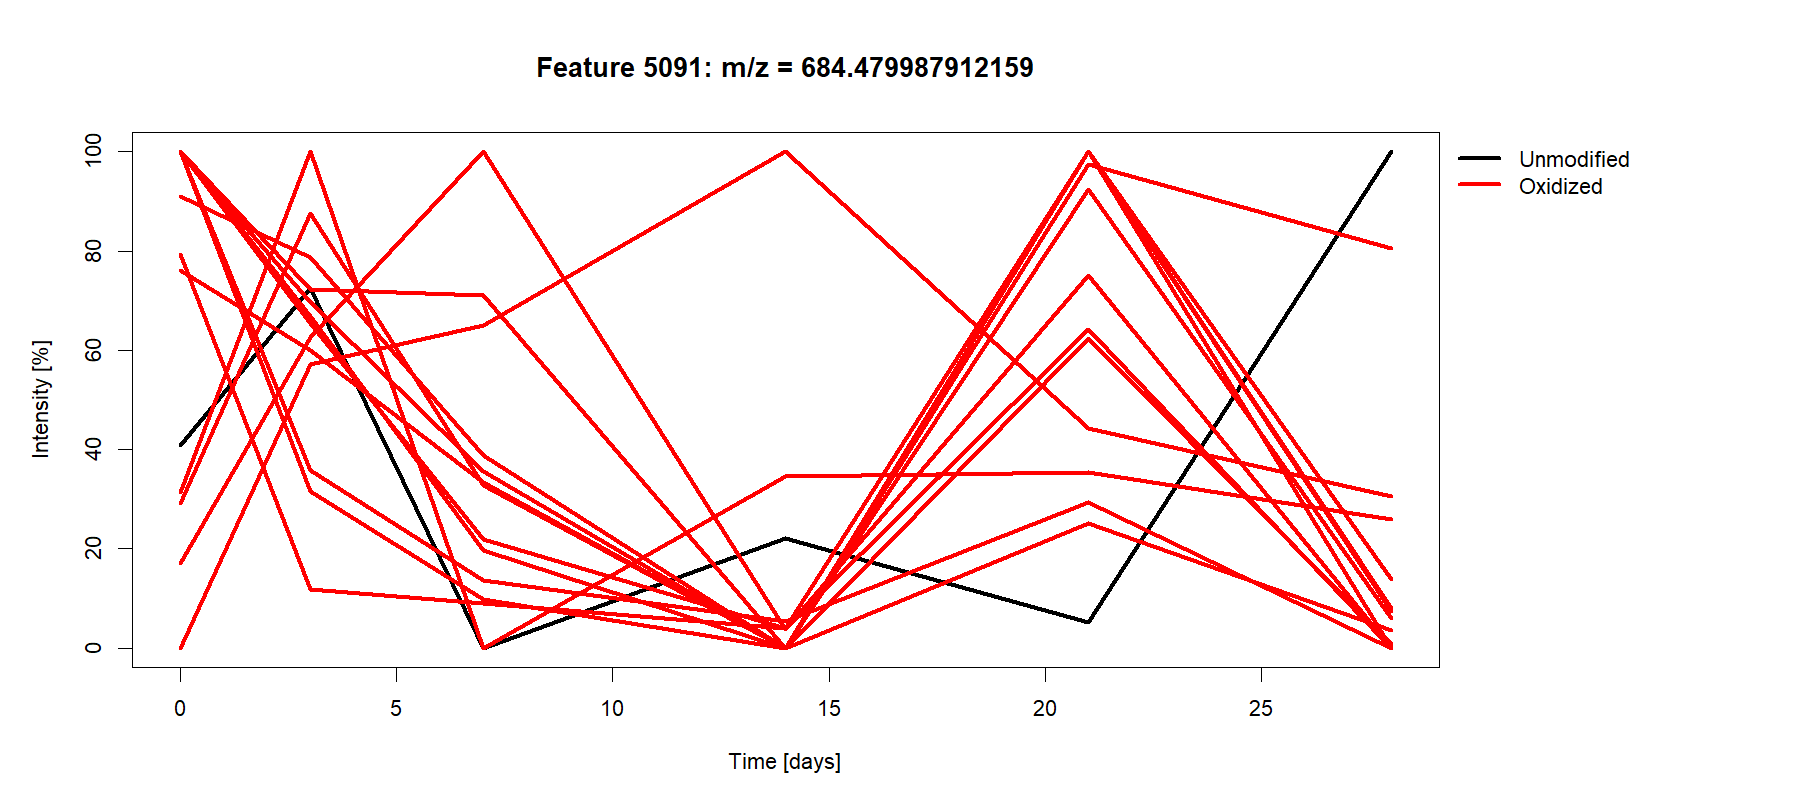 Feature 5091: m/z = 684.479987912159
Unmodified
Oxidized
Intensity [%]
100
80
60
40
20
0
0 5 10 15 20 25
Time [days]